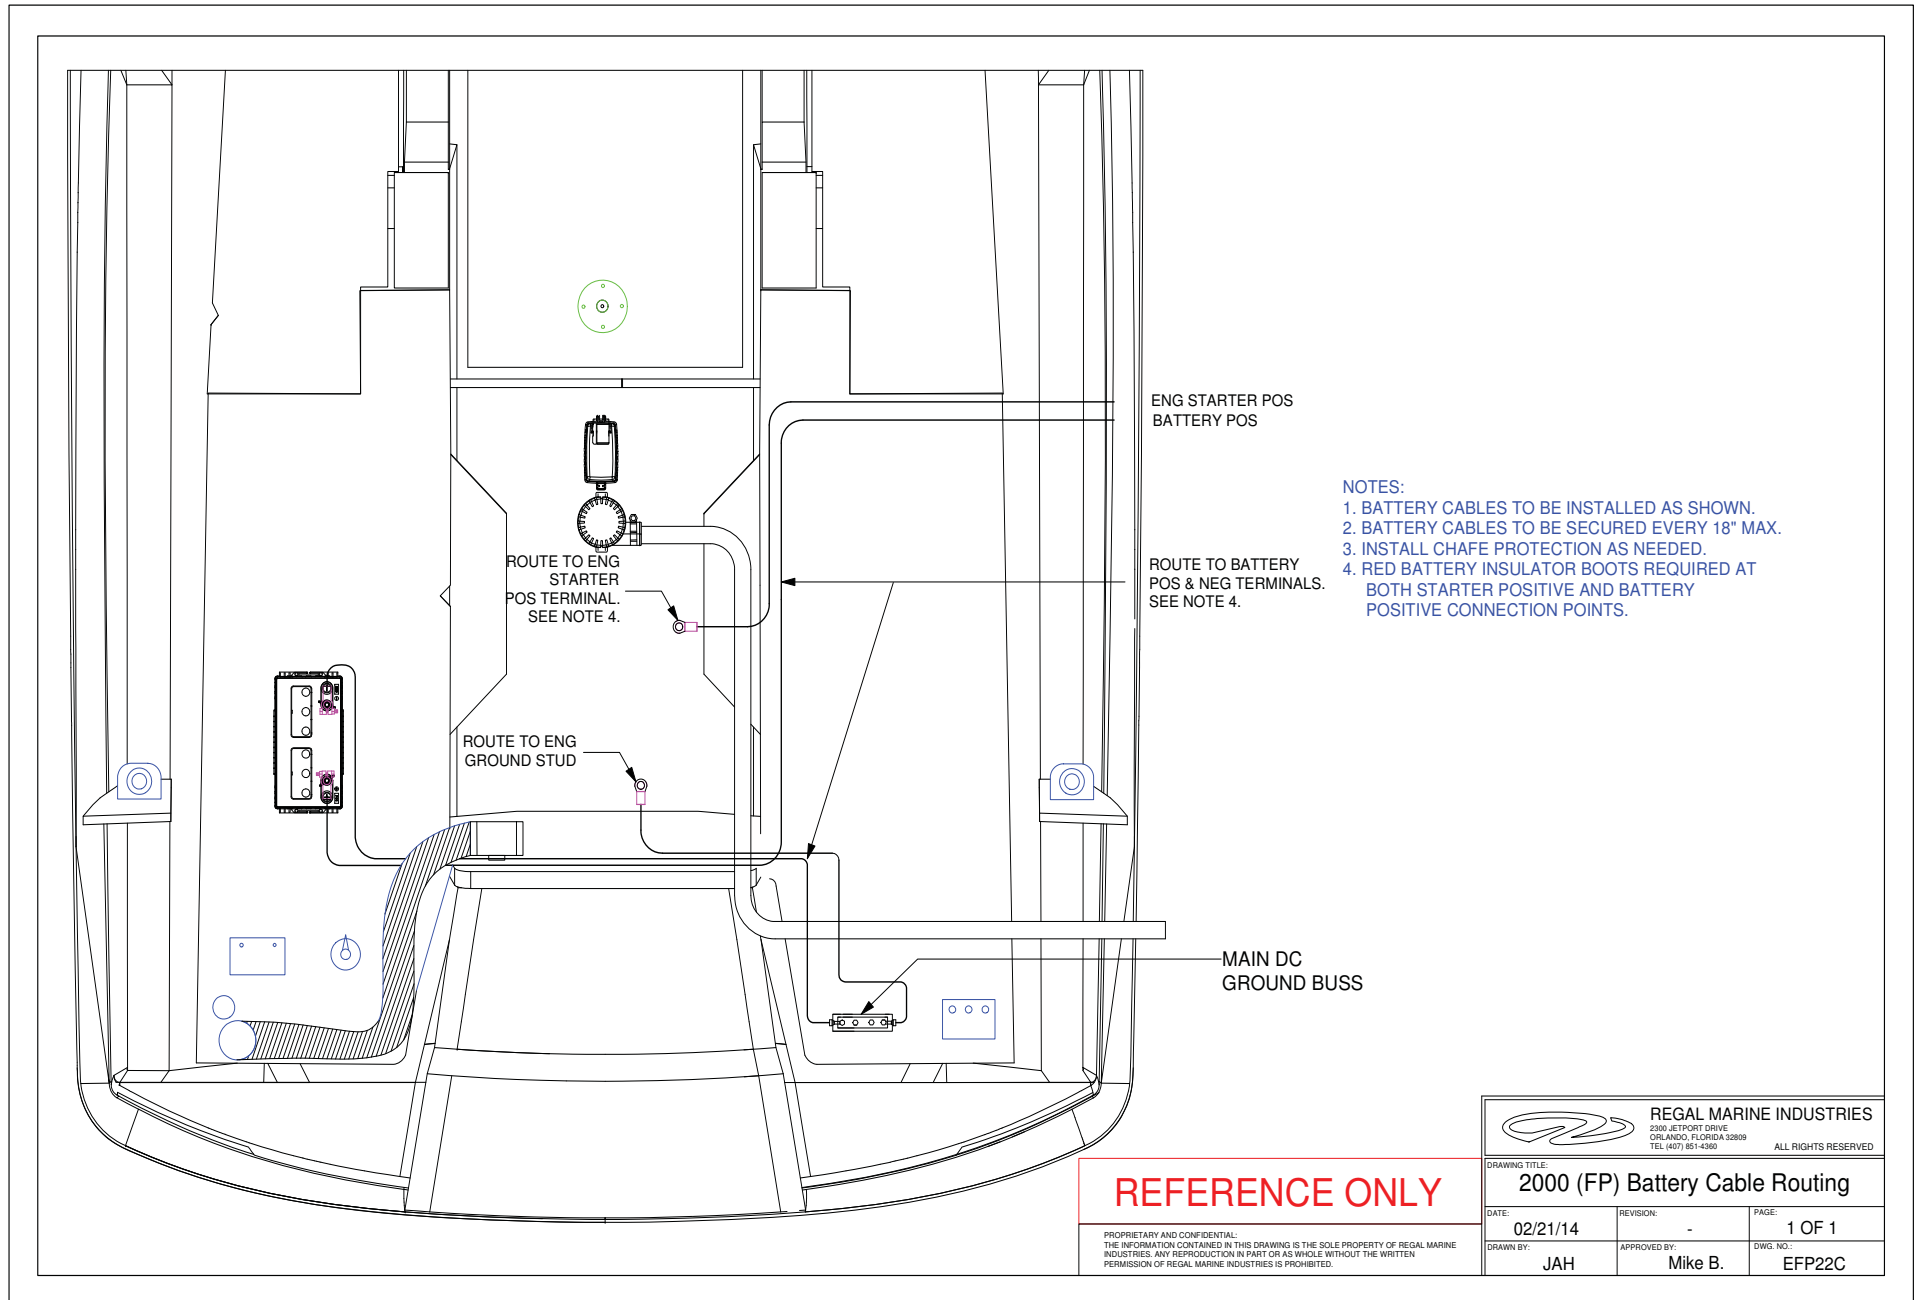 ENG STARTER POS
BATTERY POS
NOTES:
1. BATTERY CABLES TO BE INSTALLED AS SHOWN.
2. BATTERY CABLES TO BE SECURED EVERY 18" MAX.
3. INSTALL CHAFE PROTECTION AS NEEDED.
4. RED BATTERY INSULATOR BOOTS REQUIRED AT
BOTH STARTER POSITIVE AND BATTERY
POSITIVE CONNECTION POINTS.
ROUTE TO ENG
STARTER
POS TERMINAL.
SEE NOTE 4.
ROUTE TO BATTERY
POS & NEG TERMINALS.
SEE NOTE 4.
ROUTE TO ENG
GROUND STUD
MAIN DC
GROUND BUSS
REFERENCE ONLY
PROPRIETARY AND CONFIDENTIAL:
THE INFORMATION CONTAINED IN THIS DRAWING IS THE SOLE PROPERTY OF REGAL MARINE
INDUSTRIES. ANY REPRODUCTION IN PART OR AS WHOLE WITHOUT THE WRITTEN
PERMISSION OF REGAL MARINE INDUSTRIES IS PROHIBITED.
REGAL MARINE INDUSTRIES
2300 JETPORT DRIVE
ORLANDO, FLORIDA 32809
TEL (407) 851-4360
ALL RIGHTS RESERVED
DRAWING TITLE:
2000 (FP) Battery Cable Routing
DATE:
02/21/14
REVISION:
-
PAGE:
1 OF 1
DRAWN BY:
JAH
APPROVED BY:
Mike B.
DWG. NO.:
EFP22C